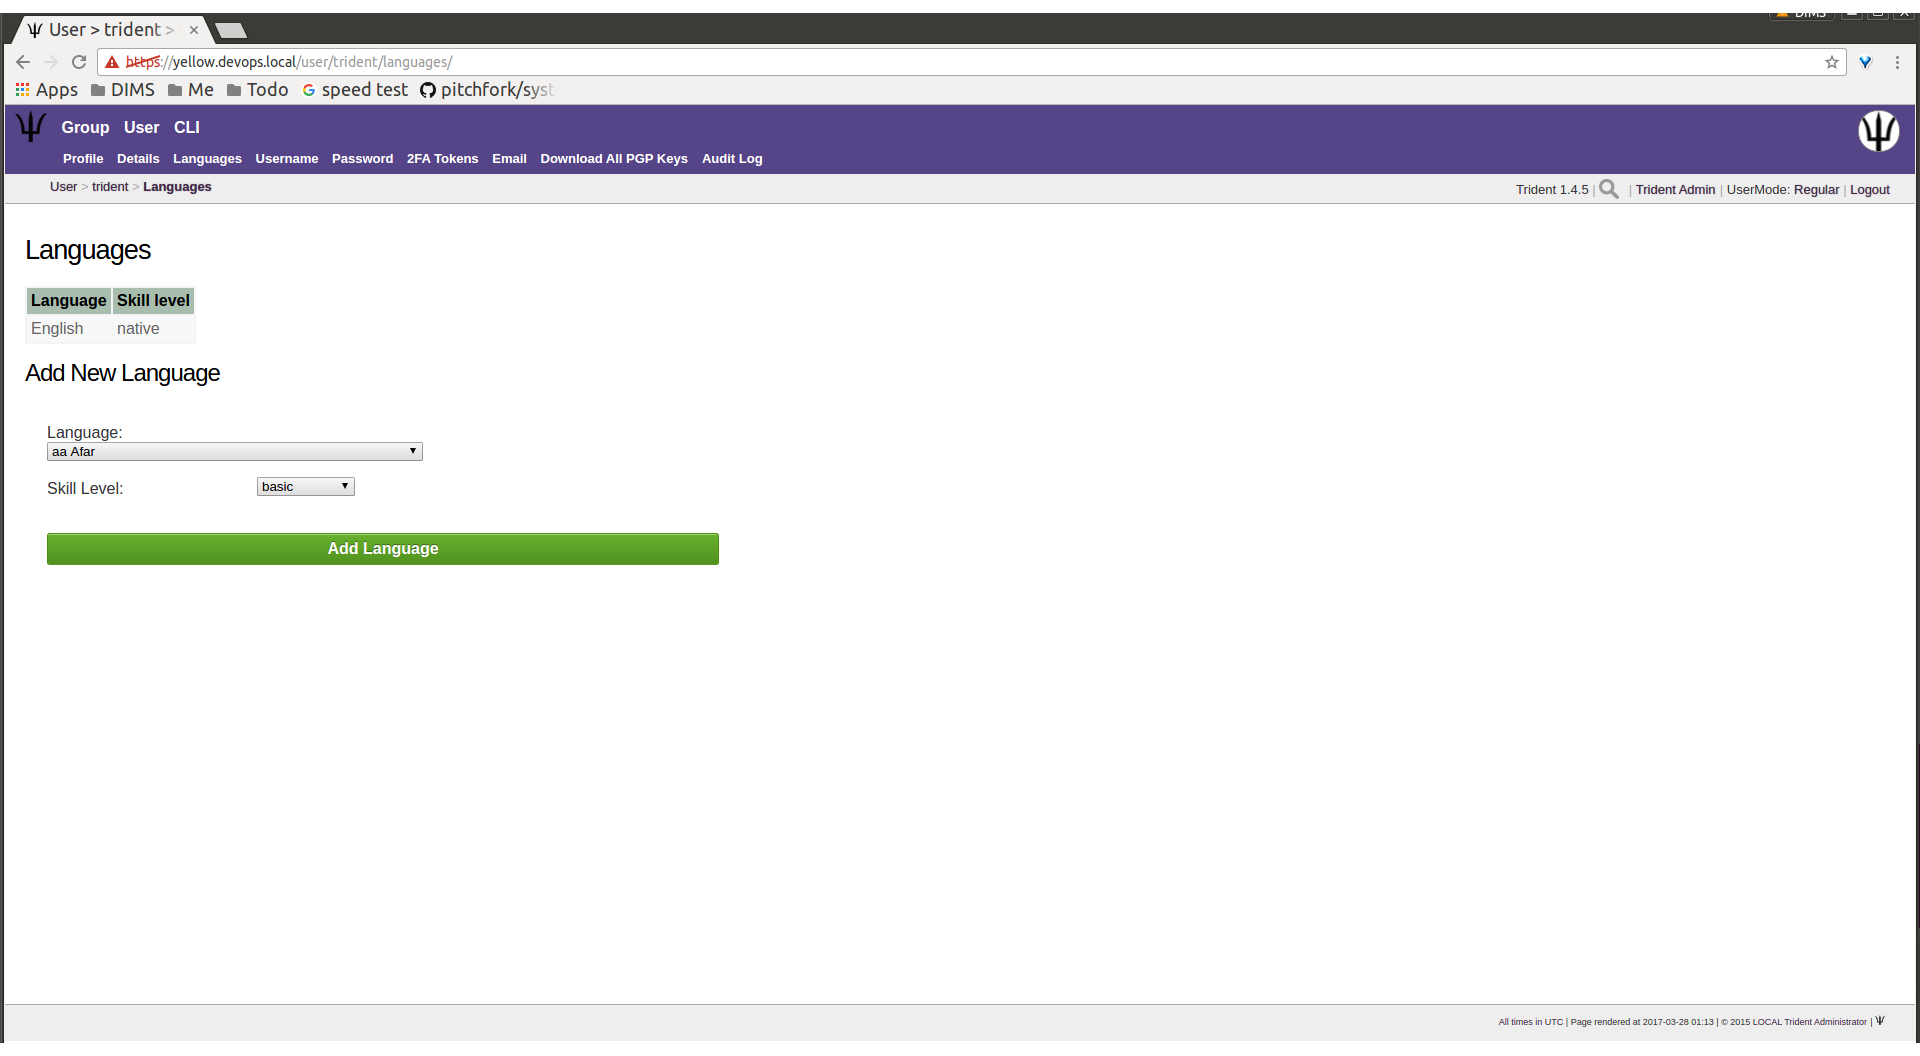 DIMS
User > trident >
https://yellow.devops.local/user/trident/languages/
Apps DIMS Me Todo speed test pitchfork/syst
Group User CLI
Profile Details Languages Username Password 2FA Tokens Email Download All PGP Keys Audit Log
User > trident > Languages
Trident 1.4.5 | | Trident Admin | UserMode: Regular | Logout
Languages
Language Skill level
English native
Add New Language
Language:
aa Afar
Skill Level: basic
Add Language
All times in UTC | Page rendered at 2017-03-28 01:13 | © 2015 LOCAL Trident Administrator |